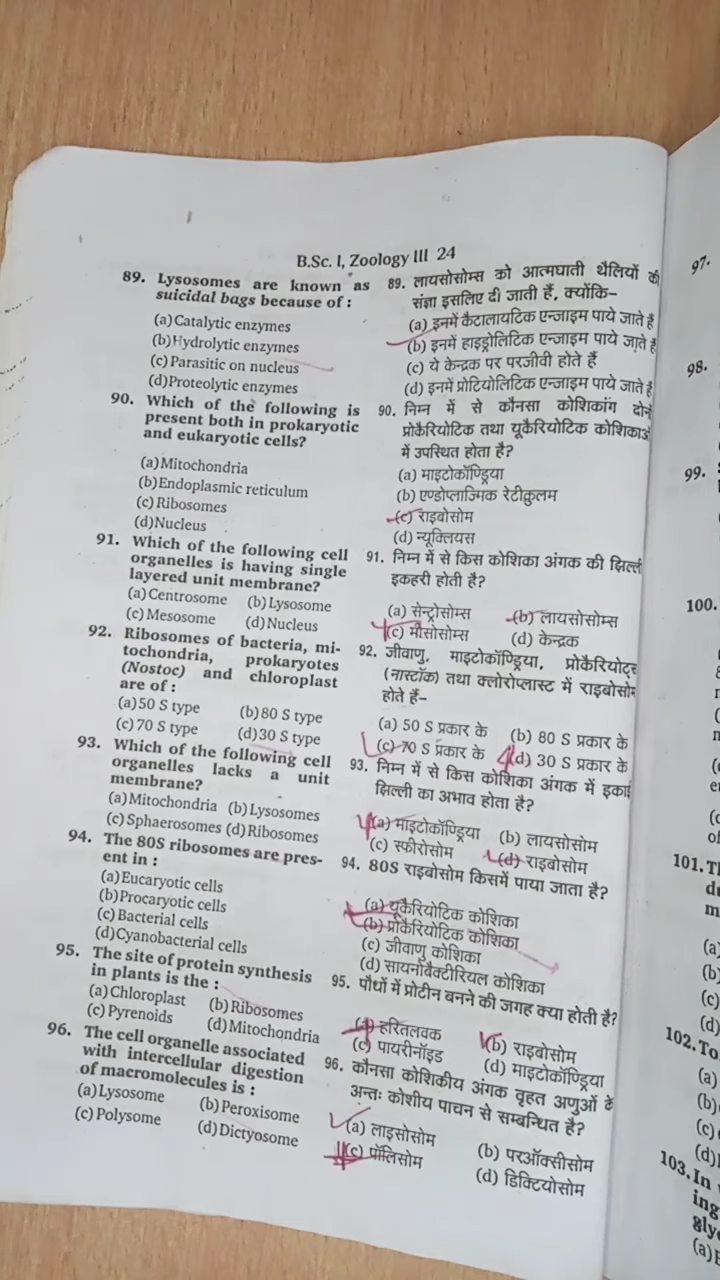 B.Sc. I, Zoology III 24
89. Lysosomes are known as
suicidal bags because of :
(a) Catalytic enzymes
(b) Hydrolytic enzymes
(c) Parasitic on nucleus
(d) Proteolytic enzymes
90. Which of the following is
present both in prokaryotic
and eukaryotic cells?
(a) Mitochondria
(b) Endoplasmic reticulum
(c) Ribosomes
(d) Nucleus
91. Which of the following cell
organelles is having single
layered unit membrane?
(a) Centrosome (b) Lysosome
(c) Mesosome (d) Nucleus
92. Ribosomes of bacteria, mi-
tochondria, prokaryotes
(Nostoc) and chloroplast
are of :
(a) 50 S type (b) 80 S type
(c) 70 S type (d) 30 S type
93. Which of the following cell
organelles lacks a unit
membrane?
(a) Mitochondria (b) Lysosomes
(c) Sphaerosomes (d) Ribosomes
94. The 80S ribosomes are pres-
ent in :
(a) Eucaryotic cells
(b) Procaryotic cells
(c) Bacterial cells
(d) Cyanobacterial cells
95. The site of protein synthesis
in plants is the :
(a) Chloroplast (b) Ribosomes
(c) Pyrenoids (d) Mitochondria
96. The cell organelle associated
with intercellular digestion
of macromolecules is :
(a) Lysosome (b) Peroxisome
(c) Polysome (d) Dictyosome
89. लायसोसोम्स को आत्मघाती थैलियों की
संज्ञा इसलिए दी जाती हैं, क्योंकि–
(a) इनमें कैटालायटिक एन्जाइम पाये जाते हैं
(b) इनमें हाइड्रोलिटिक एन्जाइम पाये जाते हैं
(c) ये केन्द्रक पर परजीवी होते हैं
(d) इनमें प्रोटियोलिटिक एन्जाइम पाये जाते हैं
90. निम्न में से कौनसा कोशिकांग दोनों
प्रोकैरियोटिक तथा यूकैरियोटिक कोशिकाओं
में उपस्थित होता है?
(a) माइटोकॉण्ड्रिया
(b) एण्डोप्लाज्मिक रेटीक्रुलम
(c) राइबोसोम
(d) न्यूक्लियस
91. निम्न में से किस कोशिका अंगक की झिल्ली
इकहरी होती है?
(a) सेन्ट्रोसोम्स (b) लायसोसोम्स
(c) मीसोसोम्स (d) केन्द्रक
92. जीवाणु, माइटोकॉण्ड्रिया, प्रोकैरियोट्स
(नास्टॉक) तथा क्लोरोप्लास्ट में राइबोसोम
होते हैं–
(a) 50 S प्रकार के (b) 80 S प्रकार के
(c) 70 S प्रकार के (d) 30 S प्रकार के
93. निम्न में से किस कोशिका अंगक में इकाई
झिल्ली का अभाव होता है?
(a) माइटोकॉण्ड्रिया (b) लायसोसोम
(c) स्फीरोसोम (d) राइबोसोम
94. 80S राइबोसोम किसमें पाया जाता है?
(a) यूकैरियोटिक कोशिका
(b) प्रोकैरियोटिक कोशिका
(c) जीवाणु कोशिका
(d) सायनोबैक्टीरियल कोशिका
95. पौधों में प्रोटीन बनने की जगह क्या होती है?
(a) हरितलवक (b) राइबोसोम
(c) पायरीनॉइड (d) माइटोकॉण्ड्रिया
96. कौनसा कोशिकीय अंगक वृहत अणुओं के
अन्तः कोशीय पाचन से सम्बन्धित है?
(a) लाइसोसोम (b) परऑक्सीसोम
(c) पॉलिसोम (d) डिक्टियोसोम
97.
98.
99.
100.
101.
(a)
(b)
(c)
(d)
102. To
(a)
(b)
(c)
(d)
103. In
ing
gly
(a)